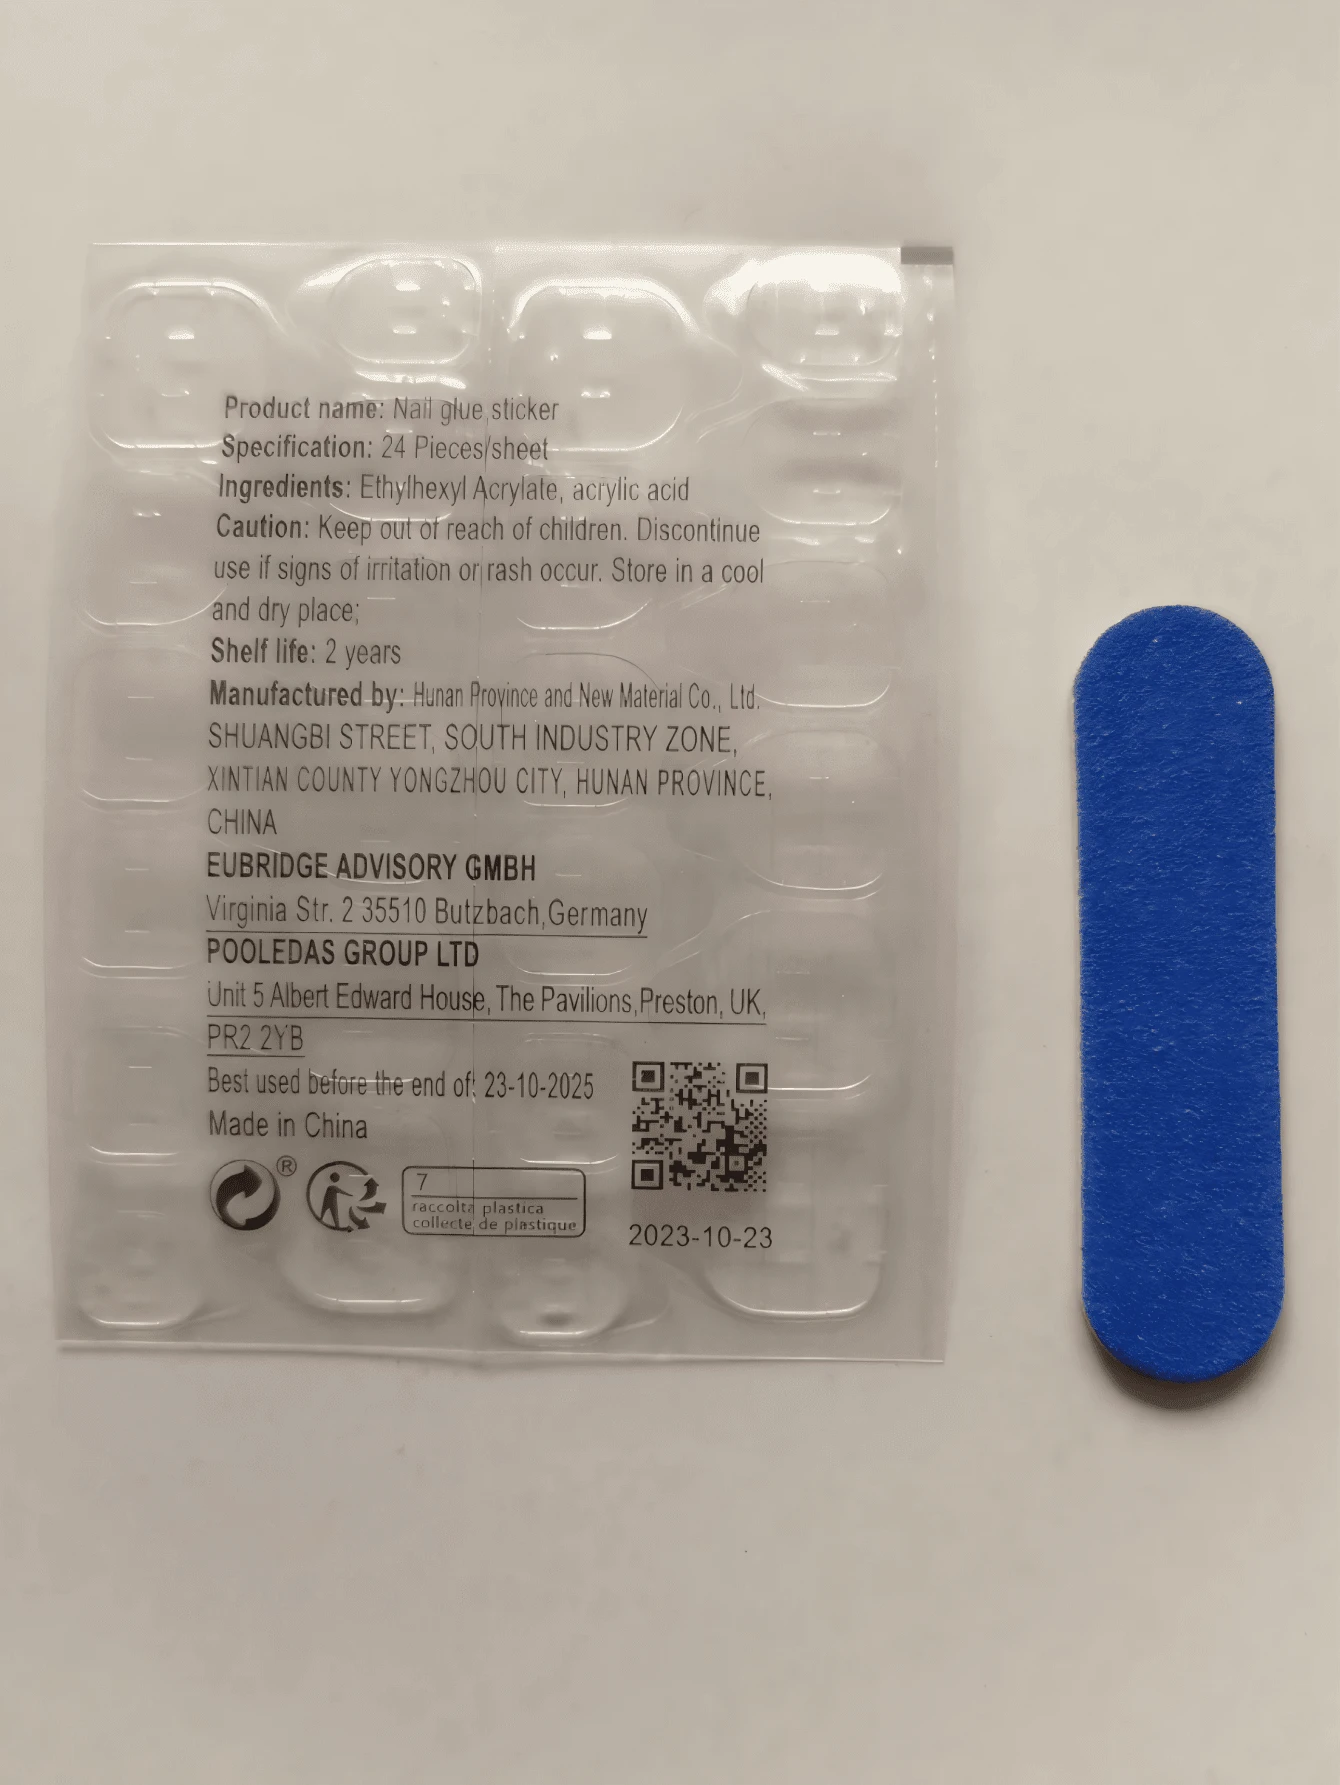 Product name: Nail glue sticker
Specification: 24 Pieces/sheet
Ingredients: Ethylhexyl Acrylate, acrylic acid
Caution: Keep out of reach of children. Discontinue
use if signs of irritation or rash occur. Store in a cool
and dry place;
Shelf life: 2 years
Manufactured by: Hunan Province and New Material Co., Ltd.
SHUANGBI STREET, SOUTH INDUSTRY ZONE,
XINTIAN COUNTY YONGZHOU CITY, HUNAN PROVINCE,
CHINA
EUBRIDGE ADVISORY GMBH
Virginia Str. 2 35510 Butzbach,Germany
POOLEDAS GROUP LTD
Unit 5 Albert Edward House, The Pavilions,Preston, UK,
PR2 2YB
Best used before the end of: 23-10-2025
Made in China
®
7
raccolta plastica
collecte de plastique
2023-10-23